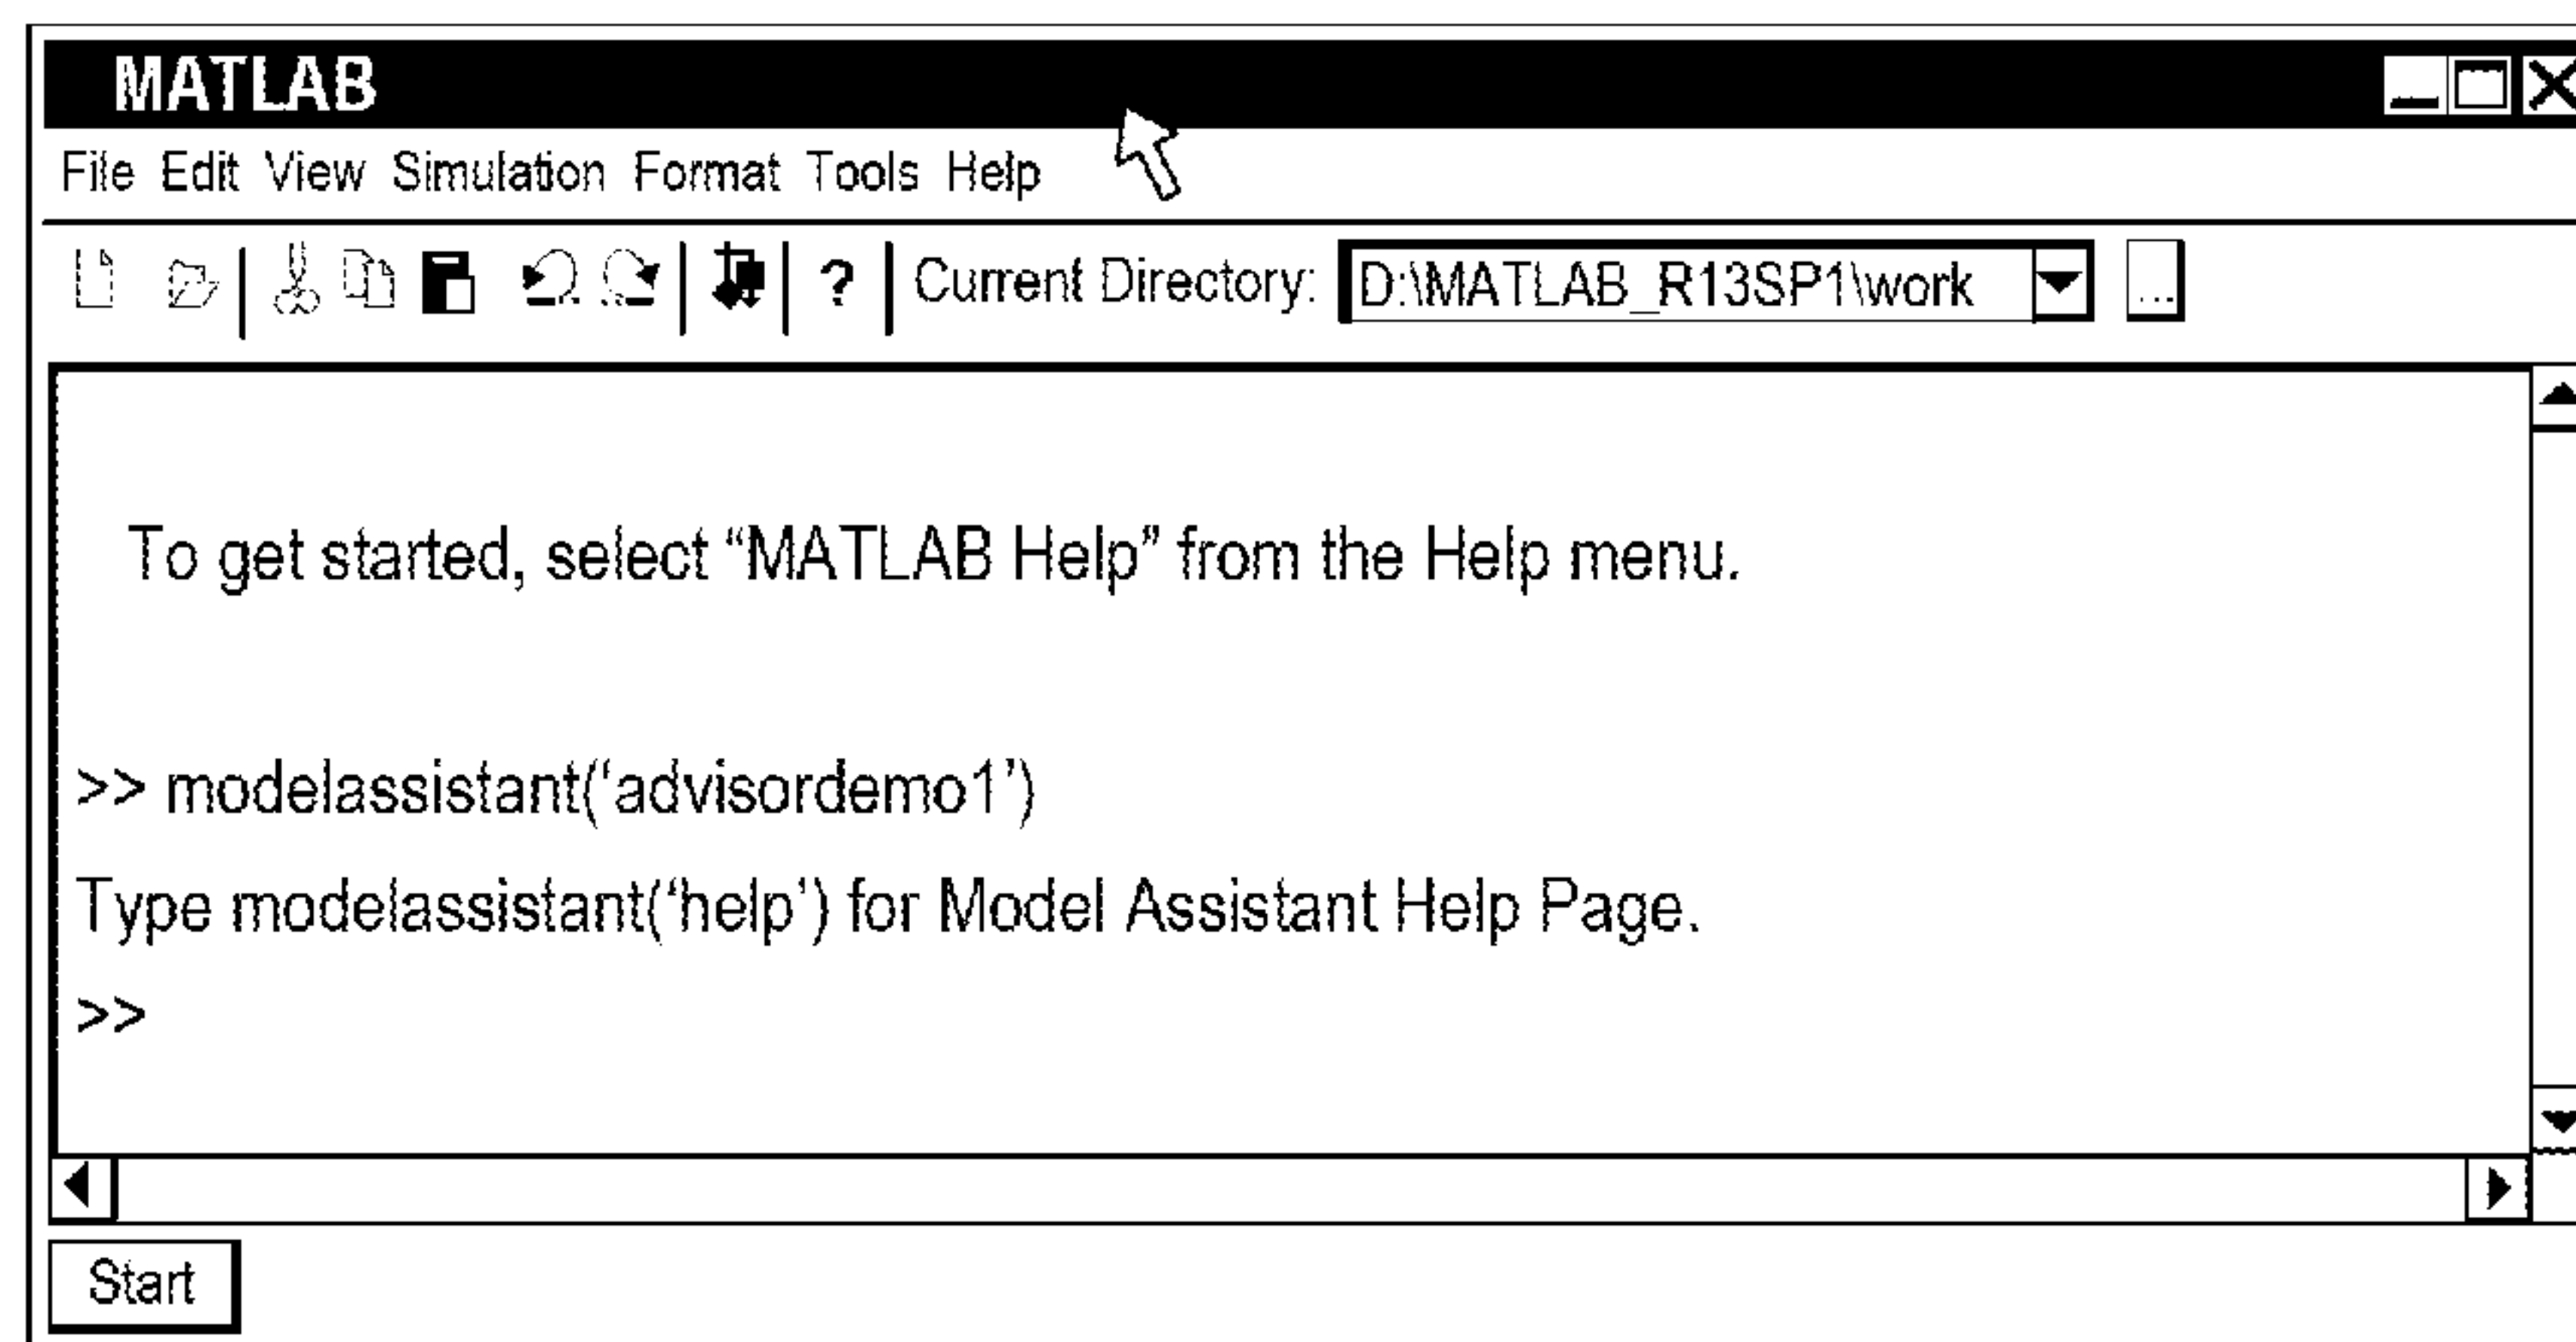 MATLAB
File Edit View Simulation Format Tools Help
? Current Directory: D:\MATLAB_R13SP1\work ...
To get started, select “MATLAB Help” from the Help menu.
>> modelassistant(‘advisordemo1’)
Type modelassistant(‘help’) for Model Assistant Help Page.
>>
Start